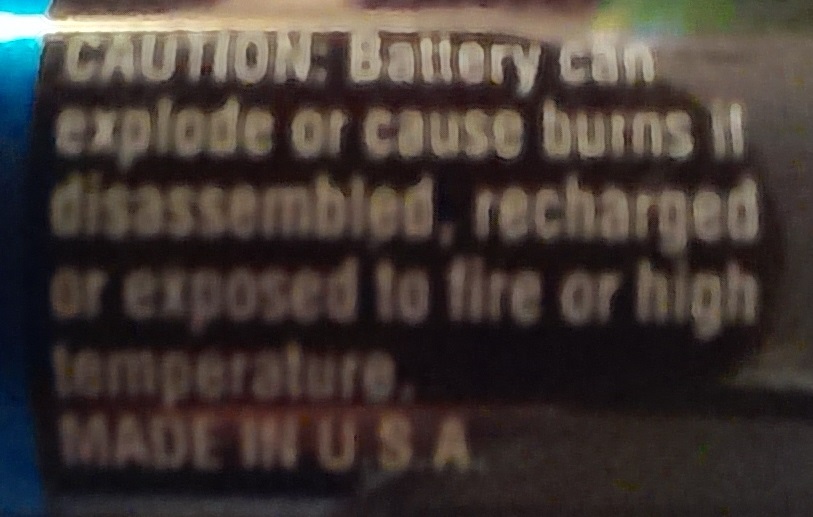 CAUTION: Battery can
explode or cause burns if
disassembled, recharged
or exposed to fire or high
temperature.
MADE IN U.S.A.